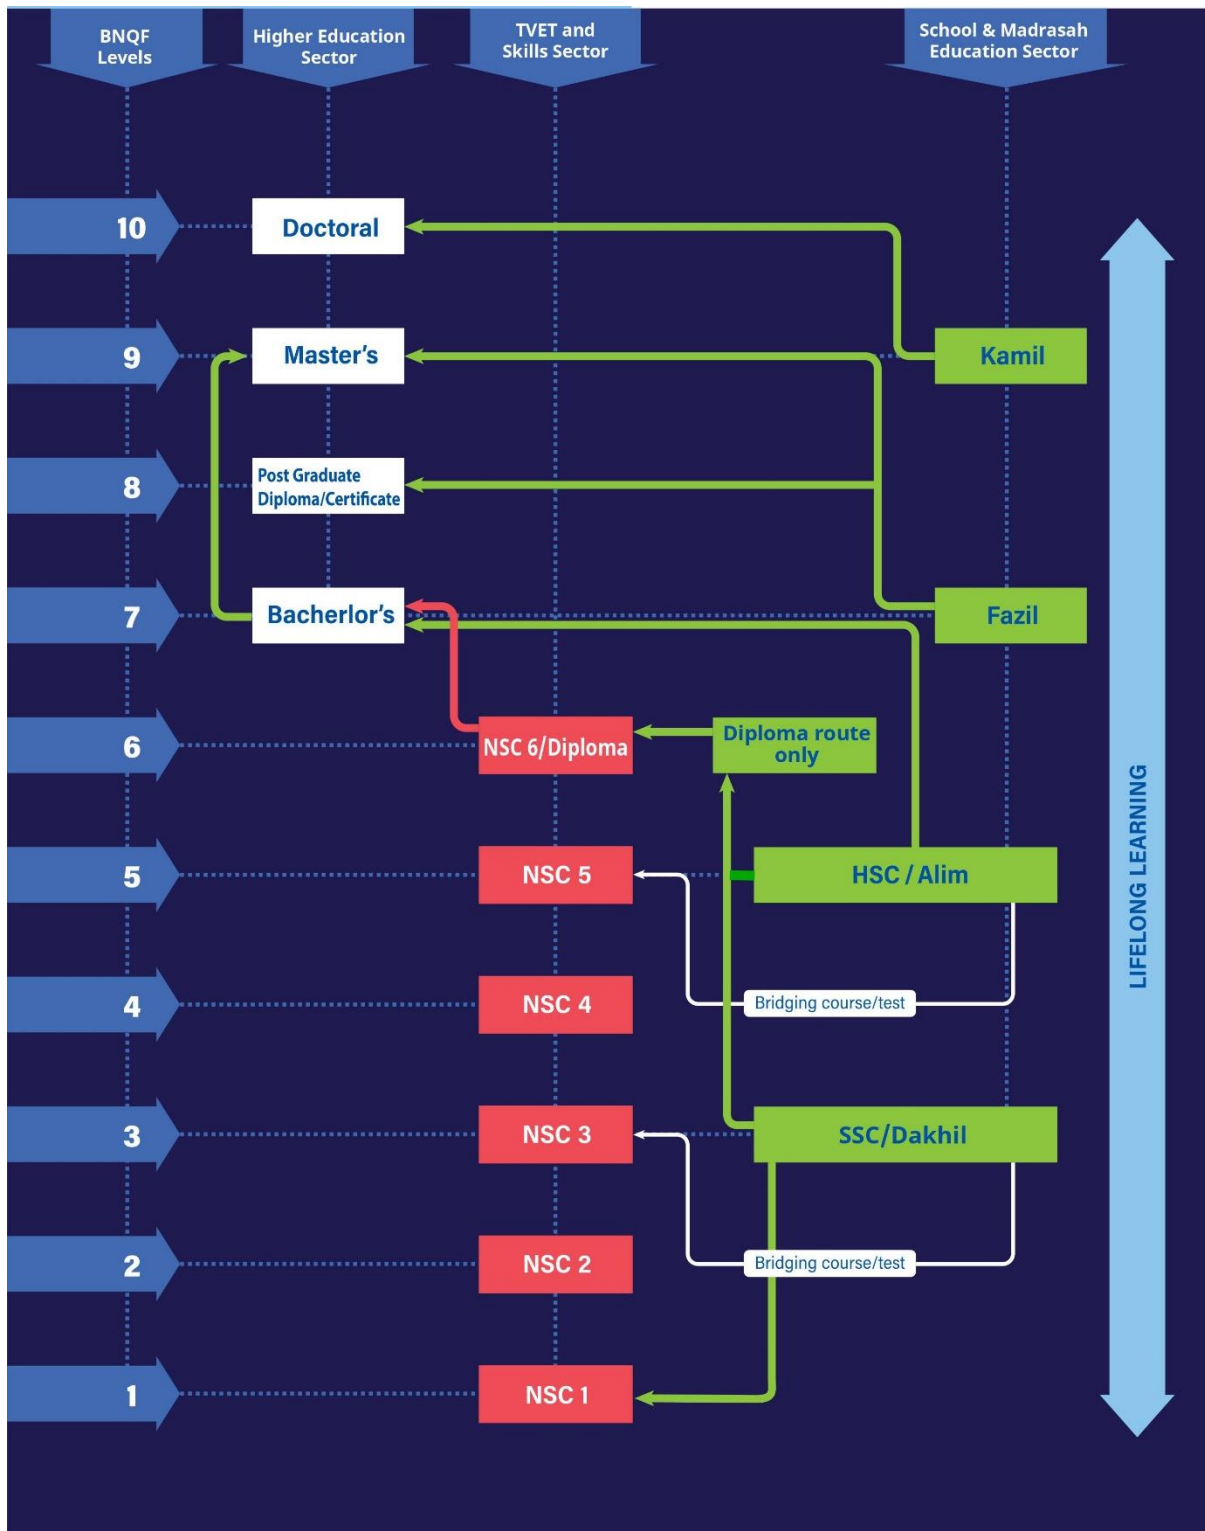 BNQF
Levels
Higher Education
Sector
TVET and
Skills Sector
School & Madrasah
Education Sector
10
Doctoral
9
Master's
Kamil
8
Post Graduate
Diploma/Certificate
7
Bacherlor's
Fazil
6
NSC 6/Diploma
Diploma route
only
5
NSC 5
HSC / Alim
4
NSC 4
Bridging course/test
3
NSC 3
SSC/Dakhil
2
NSC 2
Bridging course/test
1
NSC 1
LIFELONG LEARNING